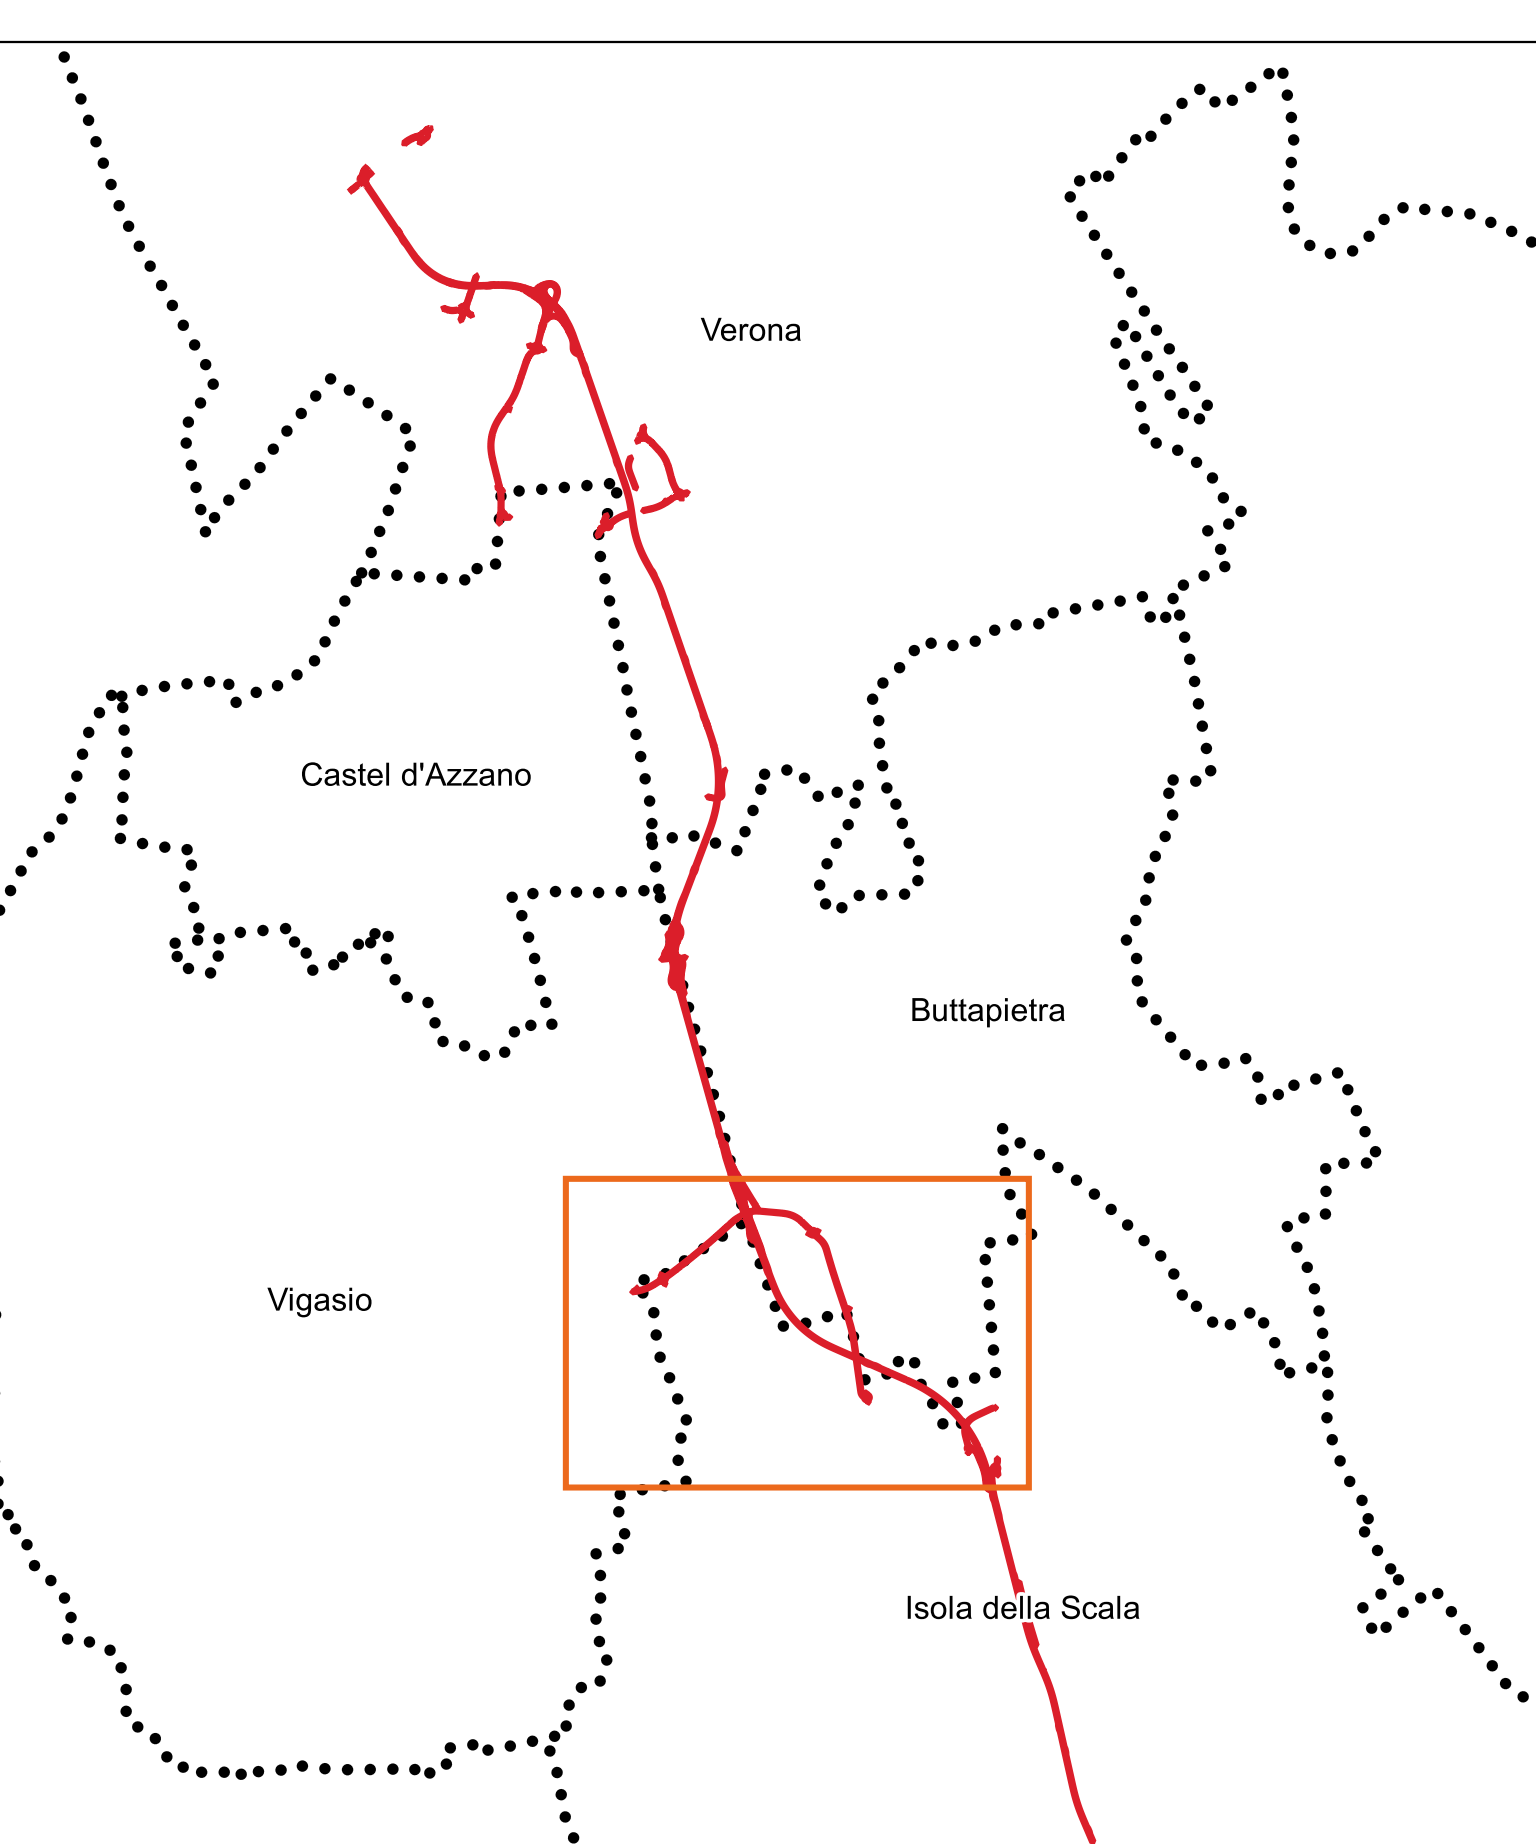 Verona
Castel d'Azzano
Buttapietra
Vigasio
Isola della Scala